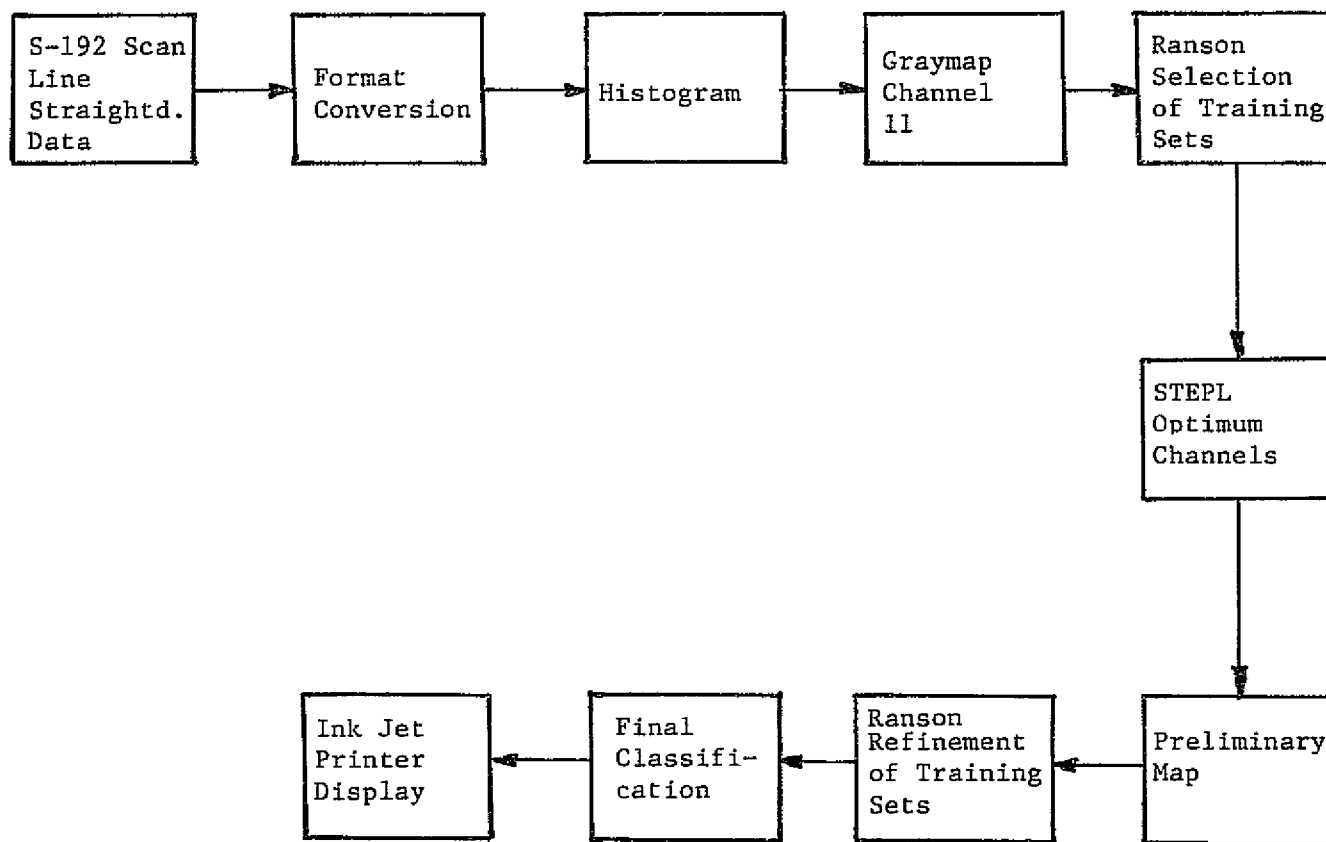 S-192 Scan
Line
Straightd.
Data
Format
Conversion
Histogram
Graymap
Channel
11
Ranson
Selection
of Training
Sets
STEPL
Optimum
Channels
Preliminary
Map
Ranson
Refinement
of Training
Sets
Final
Classifi-
cation
Ink Jet
Printer
Display